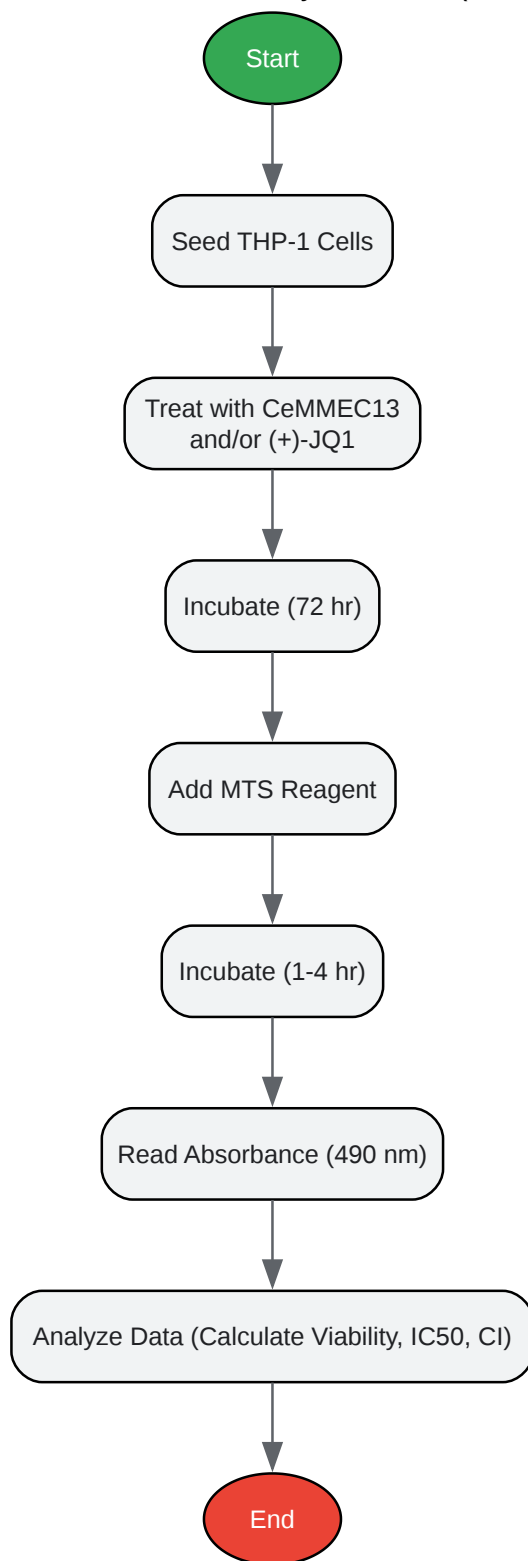 Start
Seed THP-1 Cells
Treat with CeMMEC13
and/or (+)-JQ1
Incubate (72 hr)
Add MTS Reagent
Incubate (1-4 hr)
Read Absorbance (490 nm)
Analyze Data (Calculate Viability, IC50, CI)
End